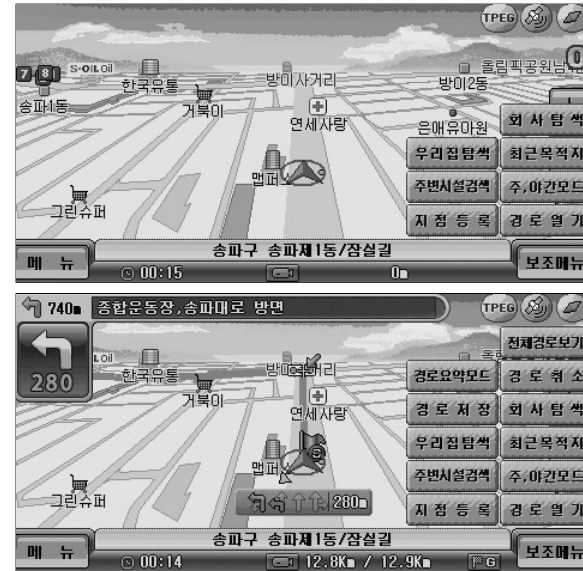 TPEG
올림픽공원남
S-OIL Oil
7 8
한국유통
방이사거리
방이2동
송파1동
거북이
연세사랑
은애유아원
회사탐색
우리집탐색
최근목적지
맵퍼
주변시설검색
주,야간모드
그린슈퍼
지점등록
경로열기
송파구 송파제1동/잠실길
메뉴
00:15
0m
보조메뉴
740m 종합운동장,송파대로 방면
TPEG
전체경로보기
280
Oil
한국유통
경로요약모드
경로취소
거북이
연세사랑
경로저장
회사탐색
우리집탐색
최근목적지
맵퍼
주변시설검색
주,야간모드
그린슈퍼
280m
지점등록
경로열기
송파구 송파제1동/잠실길
메뉴
00:14
12.8Km / 12.9Km
G
보조메뉴